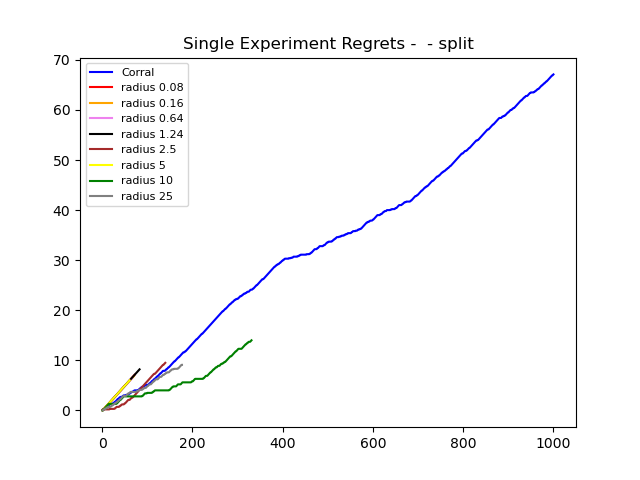 Single Experiment Regrets -  - split
70
60
50
40
30
20
10
0
Corral
radius 0.08
radius 0.16
radius 0.64
radius 1.24
radius 2.5
radius 5
radius 10
radius 25
0 200 400 600 800 1000